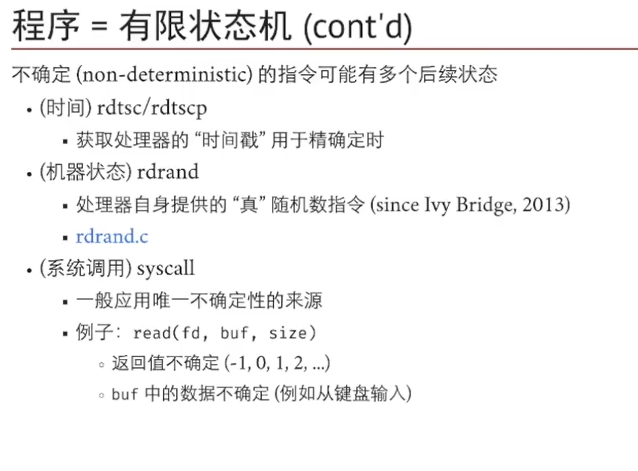 程序 = 有限状态机 (cont'd)
不确定 (non-deterministic) 的指令可能有多个后续状态
• (时间) rdtsc/rdtscp
▪ 获取处理器的 “时间戳” 用于精确定时
• (机器状态) rdrand
▪ 处理器自身提供的 “真” 随机数指令 (since Ivy Bridge, 2013)
▪ rdrand.c
• (系统调用) syscall
▪ 一般应用唯一不确定性的来源
▪ 例子：read(fd, buf, size)
◦ 返回值不确定 (-1, 0, 1, 2, ...)
◦ buf 中的数据不确定 (例如从键盘输入)